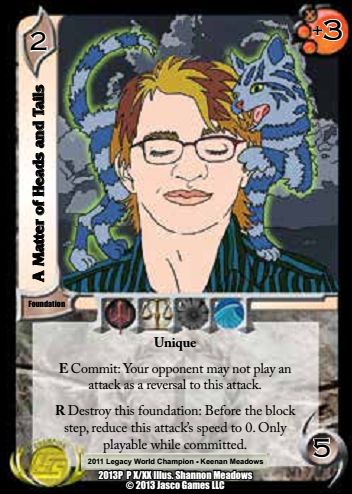 2
+3
A Matter of Heads and Tails
Foundation
Unique
E Commit: Your opponent may not play an
attack as a reversal to this attack.
R Destroy this foundation: Before the block
step, reduce this attack's speed to 0. Only
playable while committed.
5
2011 Legacy World Champion - Keenan Meadows
2013P P X/XX Illus. Shannon Meadows
© 2013 Jasco Games LLC